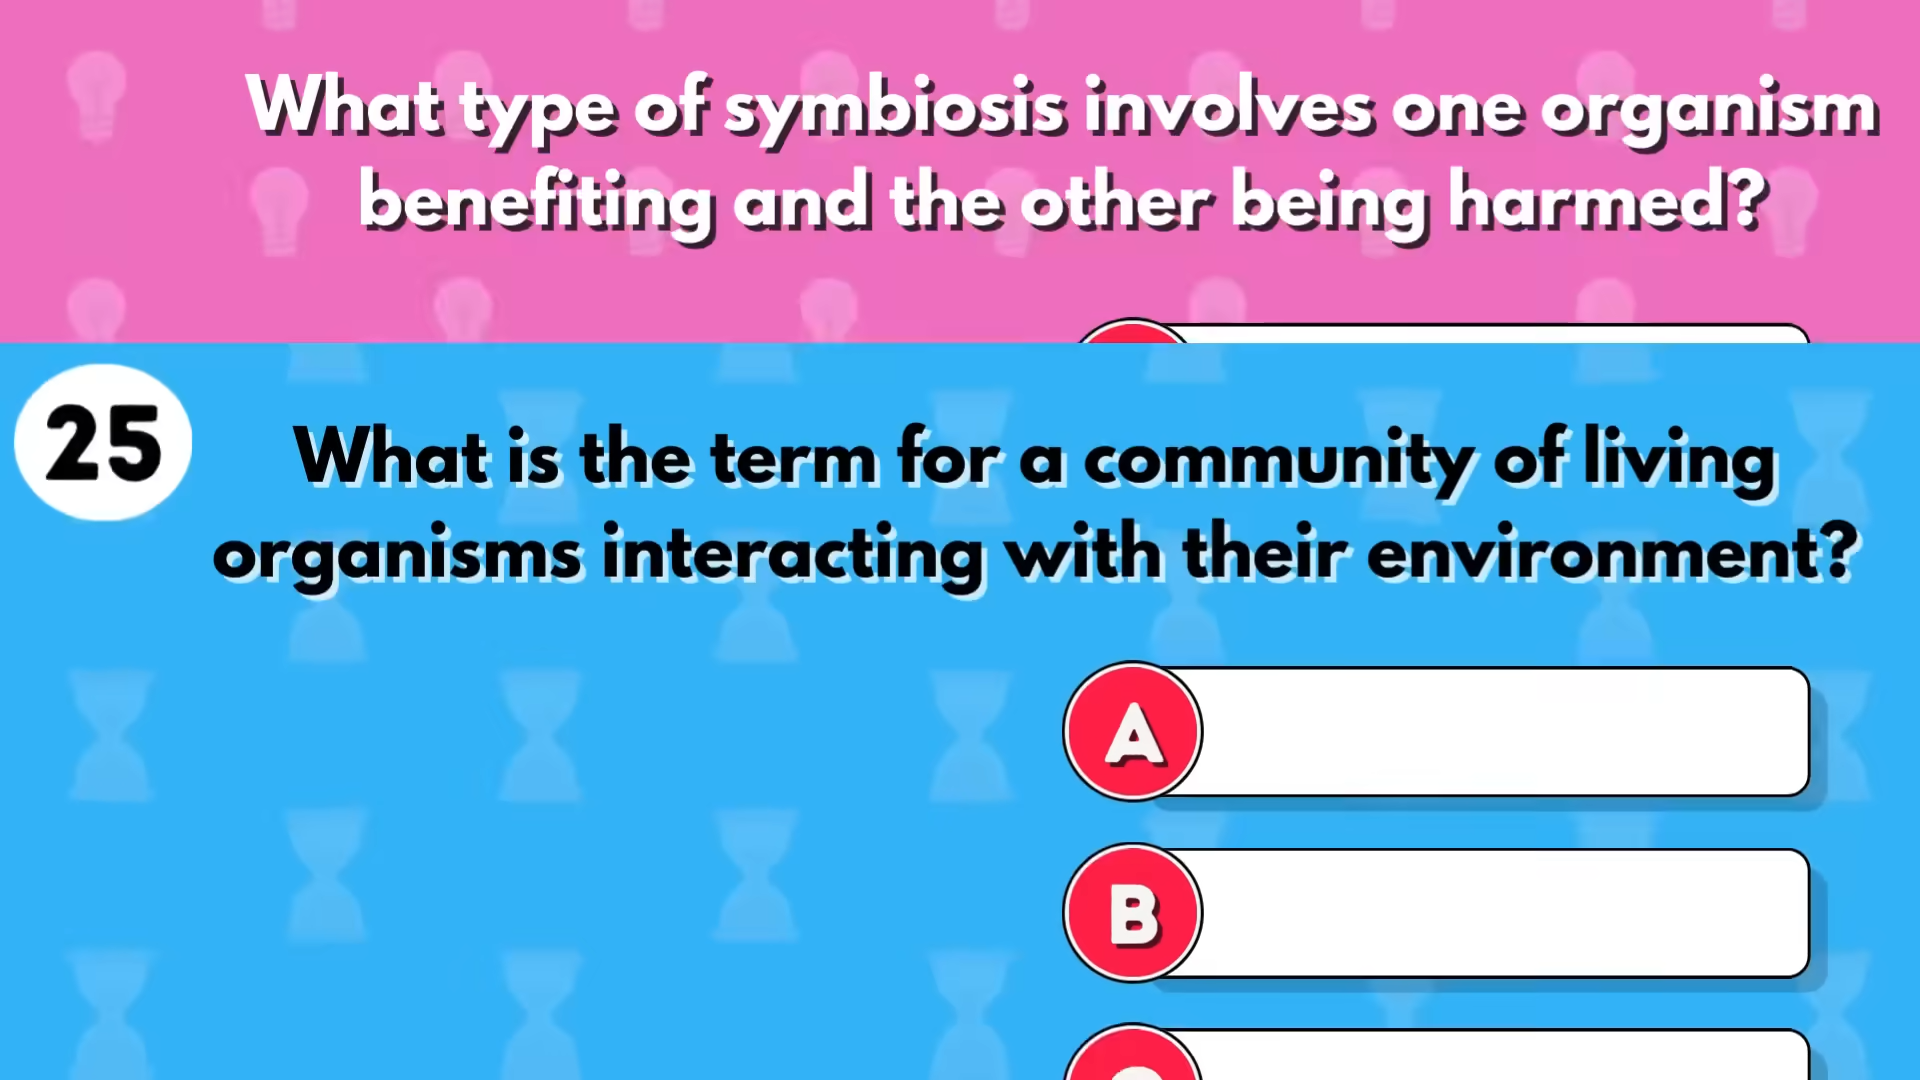 What type of symbiosis involves one organism
benefiting and the other being harmed?
25
What is the term for a community of living
organisms interacting with their environment?
A
B